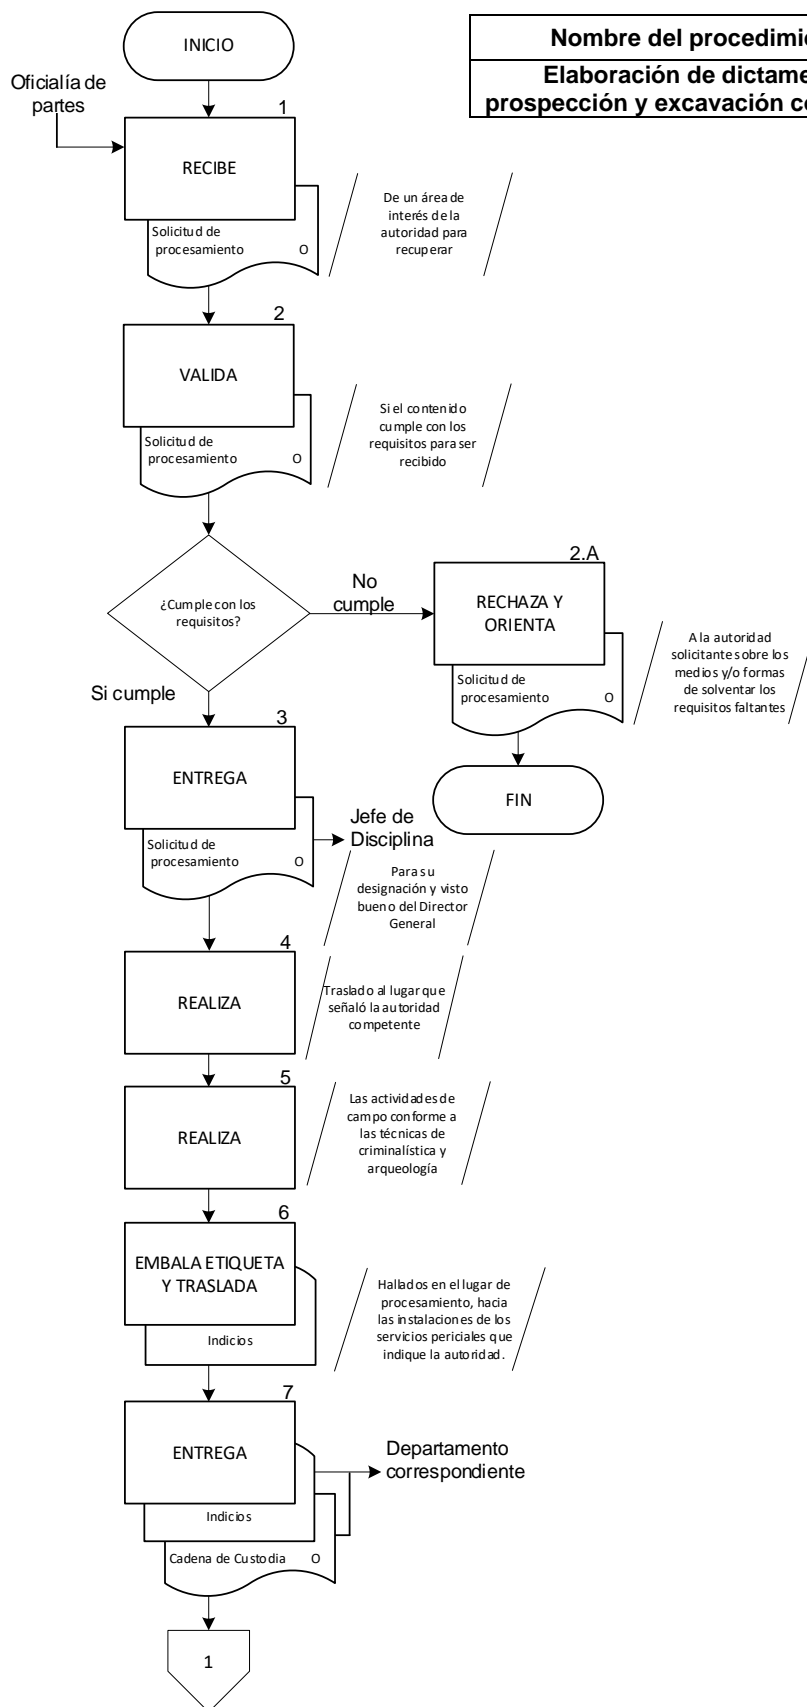 INICIO
Nombre del
Elaboración de
prospección y excavación
Oficialía de
partes
1
RECIBE
Solicitud de
procesamiento
O
De un área de
interés de la
autoridad para
recuperar
2
VALIDA
Solicitud de
procesamiento
O
Si el contenido
cumple con los
requisitos para ser
recibido
¿Cumple con los
requisitos?
No
cumple
2.A
RECHAZA Y
ORIENTA
Solicitud de
procesamiento
O
A la autoridad
solicitante sobre los
medios y/o formas
de solventar los
requisitos faltantes
Si cumple
3
ENTREGA
Solicitud de
procesamiento
O
Jefe de
Disciplina
Para su
designación y visto
bueno del Director
General
FIN
4
REALIZA
Traslado al lugar que
señaló la autoridad
competente
5
REALIZA
Las actividades de
campo conforme a
las técnicas de
criminalística y
arqueología
6
EMBALA ETIQUETA
Y TRASLADA
Indicios
Hallados en el lugar de
procesamiento, hacia
las instalaciones de los
servicios periciales que
indique la autoridad.
7
ENTREGA
Indicios
Cadena de Custodia O
Departamento
correspondiente
1